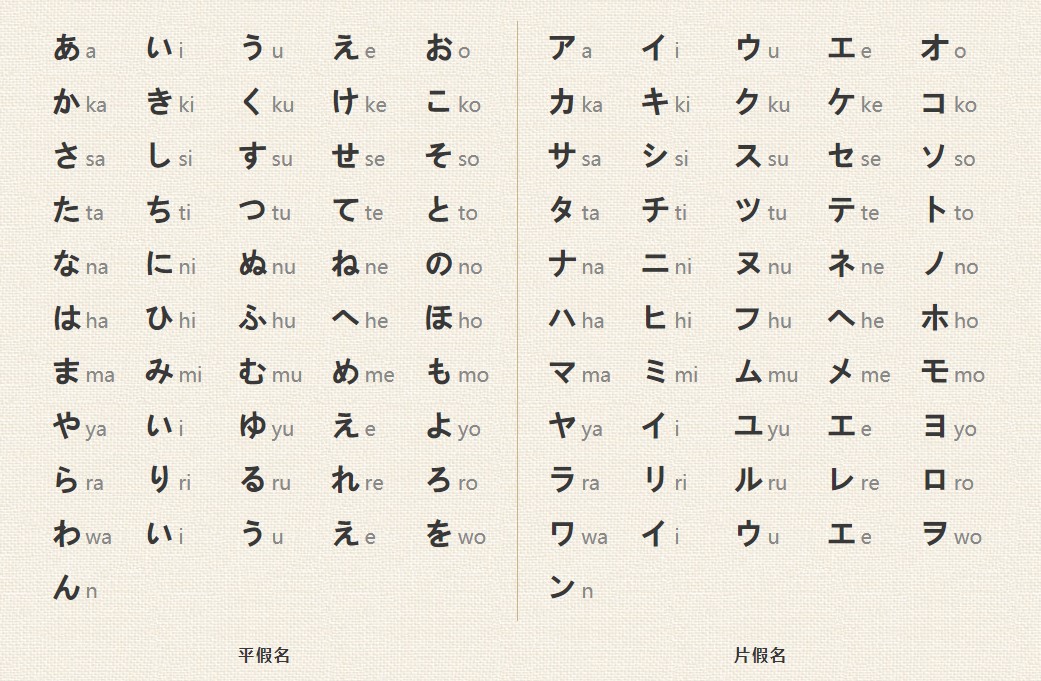 あ a い i う u え e お o ア a イ i ウ u エ e オ o
か ka き ki く ku け ke こ ko カ ka キ ki ク ku ケ ke コ ko
さ sa し si す su せ se そ so サ sa シ si ス su セ se ソ so
た ta ち ti つ tu て te と to タ ta チ ti ツ tu テ te ト to
な na に ni ぬ nu ね ne の no ナ na ニ ni ヌ nu ネ ne ノ no
は ha ひ hi ふ hu へ he ほ ho ハ ha ヒ hi フ hu ヘ he ホ ho
ま ma み mi む mu め me も mo マ ma ミ mi ム mu メ me モ mo
や ya い i ゆ yu え e よ yo ヤ ya イ i ユ yu エ e ヨ yo
ら ra り ri る ru れ re ろ ro ラ ra リ ri ル ru レ re ロ ro
わ wa い i う u え e を wo ワ wa イ i ウ u エ e ヲ wo
ん n ン n
平假名 片假名